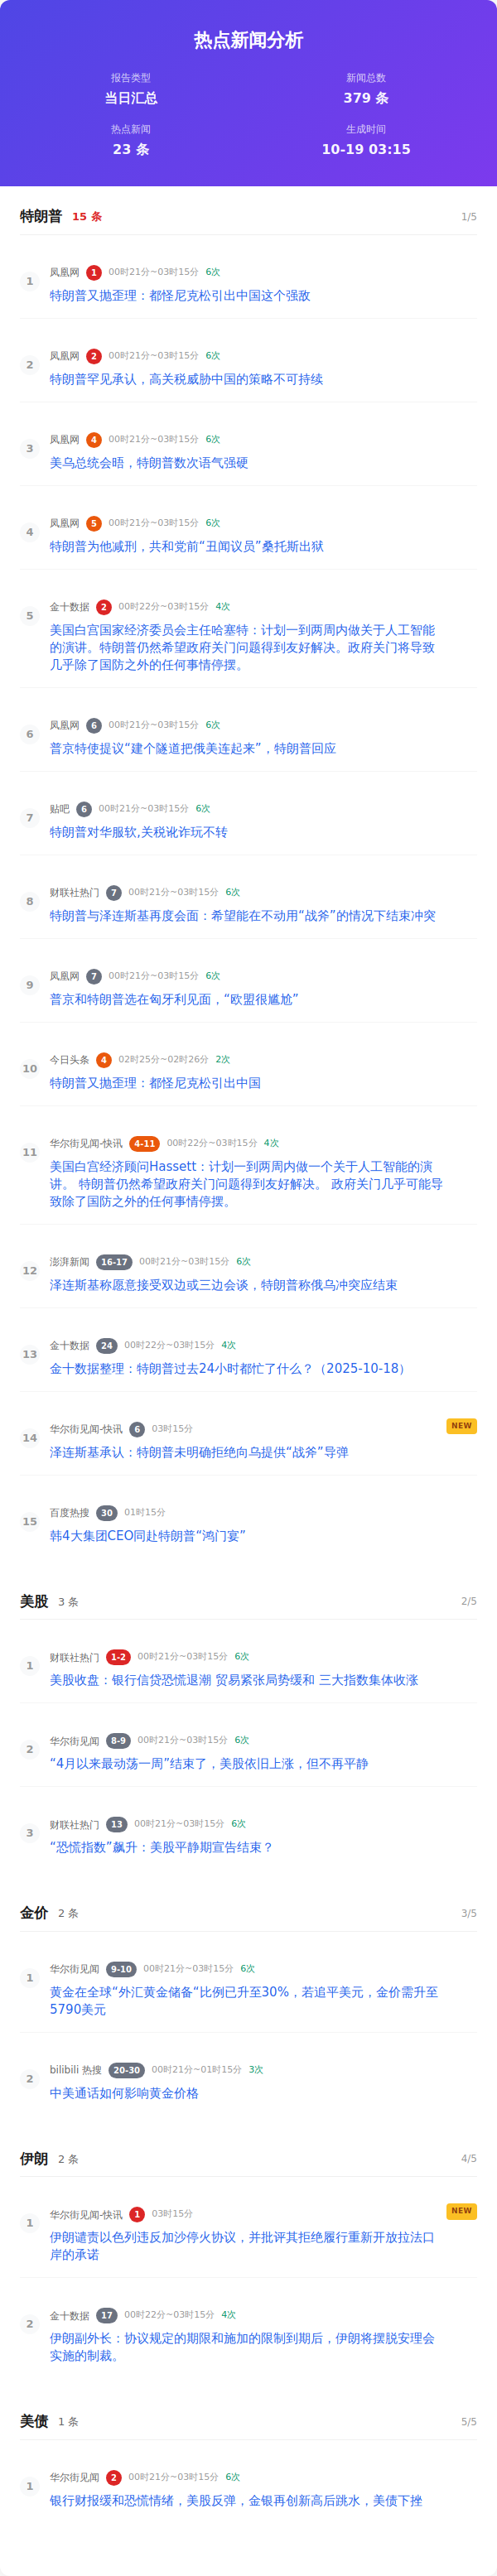 热点新闻分析
报告类型
当日汇总
新闻总数
379 条
热点新闻
23 条
生成时间
10-19 03:15
特朗普 15 条 1/5
1 凤凰网 1 00时21分~03时15分 6次
特朗普又抛歪理：都怪尼克松引出中国这个强敌
2 凤凰网 2 00时21分~03时15分 6次
特朗普罕见承认，高关税威胁中国的策略不可持续
3 凤凰网 4 00时21分~03时15分 6次
美乌总统会晤，特朗普数次语气强硬
4 凤凰网 5 00时21分~03时15分 6次
特朗普为他减刑，共和党前“丑闻议员”桑托斯出狱
5 金十数据 2 00时22分~03时15分 4次
美国白宫国家经济委员会主任哈塞特：计划一到两周内做关于人工智能
的演讲。特朗普仍然希望政府关门问题得到友好解决。政府关门将导致
几乎除了国防之外的任何事情停摆。
6 凤凰网 6 00时21分~03时15分 6次
普京特使提议“建个隧道把俄美连起来”，特朗普回应
7 贴吧 6 00时21分~03时15分 6次
特朗普对华服软,关税讹诈玩不转
8 财联社热门 7 00时21分~03时15分 6次
特朗普与泽连斯基再度会面：希望能在不动用“战斧”的情况下结束冲突
9 凤凰网 7 00时21分~03时15分 6次
普京和特朗普选在匈牙利见面，“欧盟很尴尬”
10 今日头条 4 02时25分~02时26分 2次
特朗普又抛歪理：都怪尼克松引出中国
11 华尔街见闻-快讯 4-11 00时22分~03时15分 4次
美国白宫经济顾问Hassett：计划一到两周内做一个关于人工智能的演
讲。 特朗普仍然希望政府关门问题得到友好解决。 政府关门几乎可能导
致除了国防之外的任何事情停摆。
12 澎湃新闻 16-17 00时21分~03时15分 6次
泽连斯基称愿意接受双边或三边会谈，特朗普称俄乌冲突应结束
13 金十数据 24 00时22分~03时15分 4次
金十数据整理：特朗普过去24小时都忙了什么？（2025-10-18）
14 华尔街见闻-快讯 6 03时15分 NEW
泽连斯基承认：特朗普未明确拒绝向乌提供“战斧”导弹
15 百度热搜 30 01时15分
韩4大集团CEO同赴特朗普“鸿门宴”
美股 3 条 2/5
1 财联社热门 1-2 00时21分~03时15分 6次
美股收盘：银行信贷恐慌退潮 贸易紧张局势缓和 三大指数集体收涨
2 华尔街见闻 8-9 00时21分~03时15分 6次
“4月以来最动荡一周”结束了，美股依旧上涨，但不再平静
3 财联社热门 13 00时21分~03时15分 6次
“恐慌指数”飙升：美股平静期宣告结束？
金价 2 条 3/5
1 华尔街见闻 9-10 00时21分~03时15分 6次
黄金在全球“外汇黄金储备”比例已升至30%，若追平美元，金价需升至
5790美元
2 bilibili 热搜 20-30 00时21分~01时15分 3次
中美通话如何影响黄金价格
伊朗 2 条 4/5
1 华尔街见闻-快讯 1 03时15分 NEW
伊朗谴责以色列违反加沙停火协议，并批评其拒绝履行重新开放拉法口
岸的承诺
2 金十数据 17 00时22分~03时15分 4次
伊朗副外长：协议规定的期限和施加的限制到期后，伊朗将摆脱安理会
实施的制裁。
美债 1 条 5/5
1 华尔街见闻 2 00时21分~03时15分 6次
银行财报缓和恐慌情绪，美股反弹，金银再创新高后跳水，美债下挫